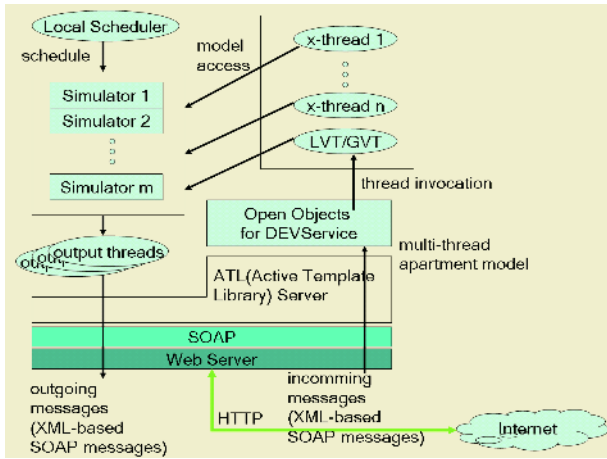 Local Scheduler
schedule
Simulator 1
Simulator 2
Simulator m
model
access
x-thread 1
x-thread n
LVT/GVT
thread invocation
Open Objects
for DEVService
multi-thread
apartment model
output threads
ATL(Active Template
Library) Server
SOAP
Web Server
outgoing
messages
(XML-based
SOAP messages)
HTTP
incomming
messages
(XML-based
SOAP messages)
Internet